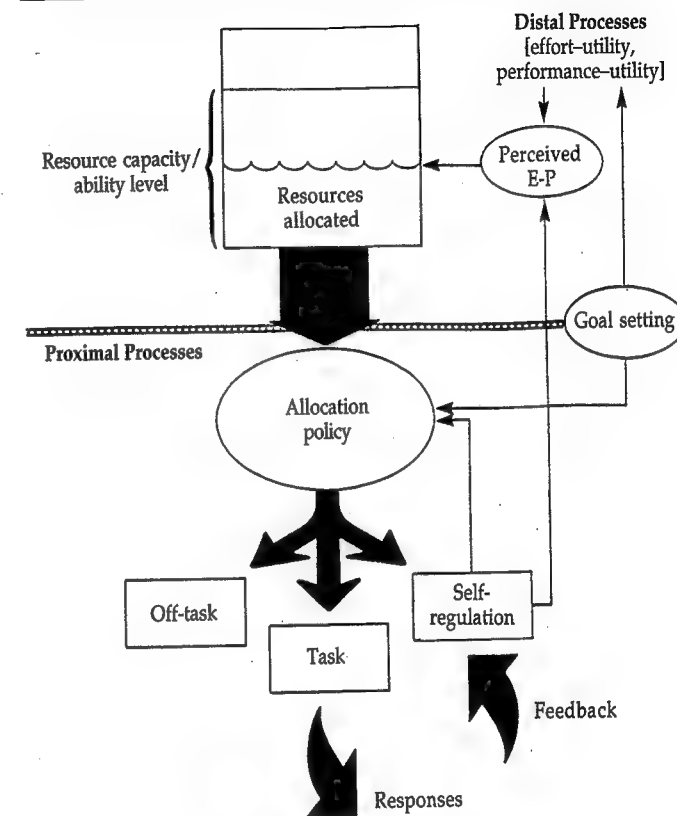 Distal Processes
[effort–utility,
performance–utility]
Resource capacity/
ability level
Perceived
E-P
Resources
allocated
Goal setting
Proximal Processes
Allocation
policy
Off-task
Task
Self-
regulation
Feedback
Responses